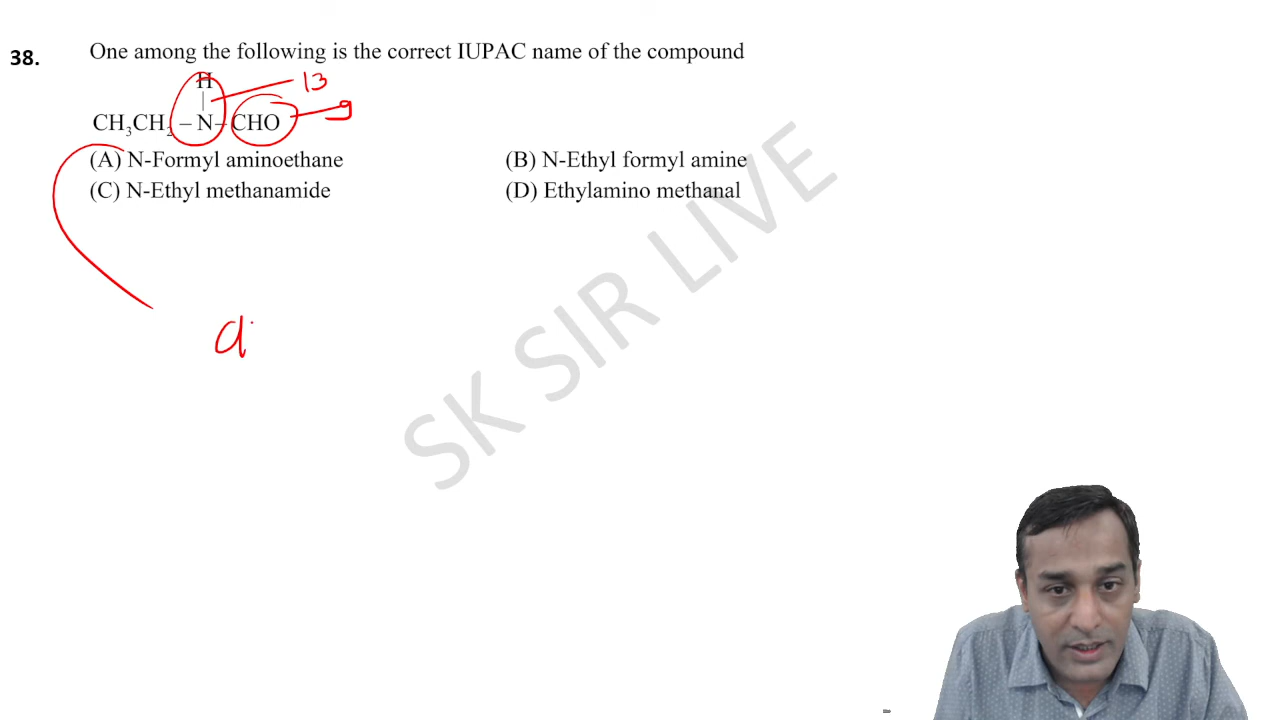 38. One among the following is the correct IUPAC name of the compound
H 13
CH₃CH₂ – N – CHO 9
(A) N-Formyl aminoethane (B) N-Ethyl formyl amine
(C) N-Ethyl methanamide (D) Ethylamino methanal
d
SK SIR LIVE